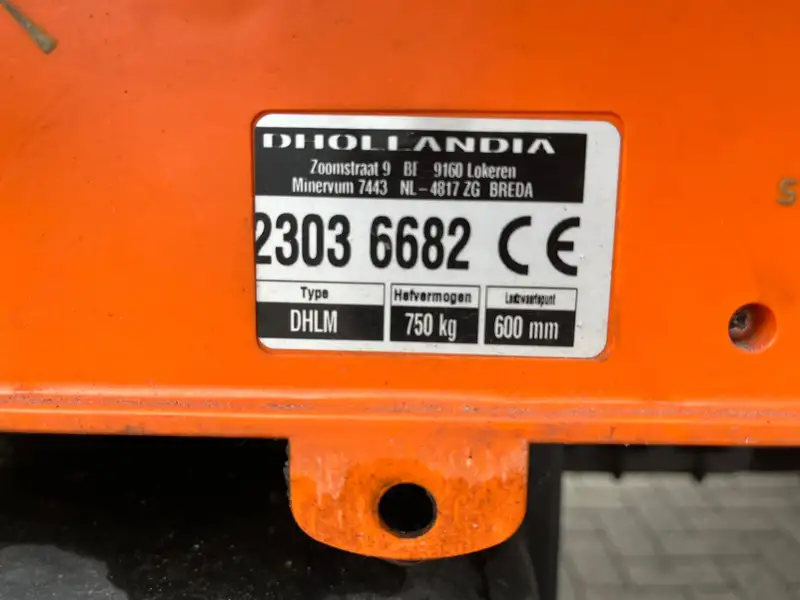 DHOLLANDIA
Zoomstraat 9 BE 9160 Lokeren
Minervum 7443 NL-4817 ZG BREDA
2303 6682 CE
Type Hefvermogen Lastzwaartepunt
DHLM 750 kg 600 mm
S